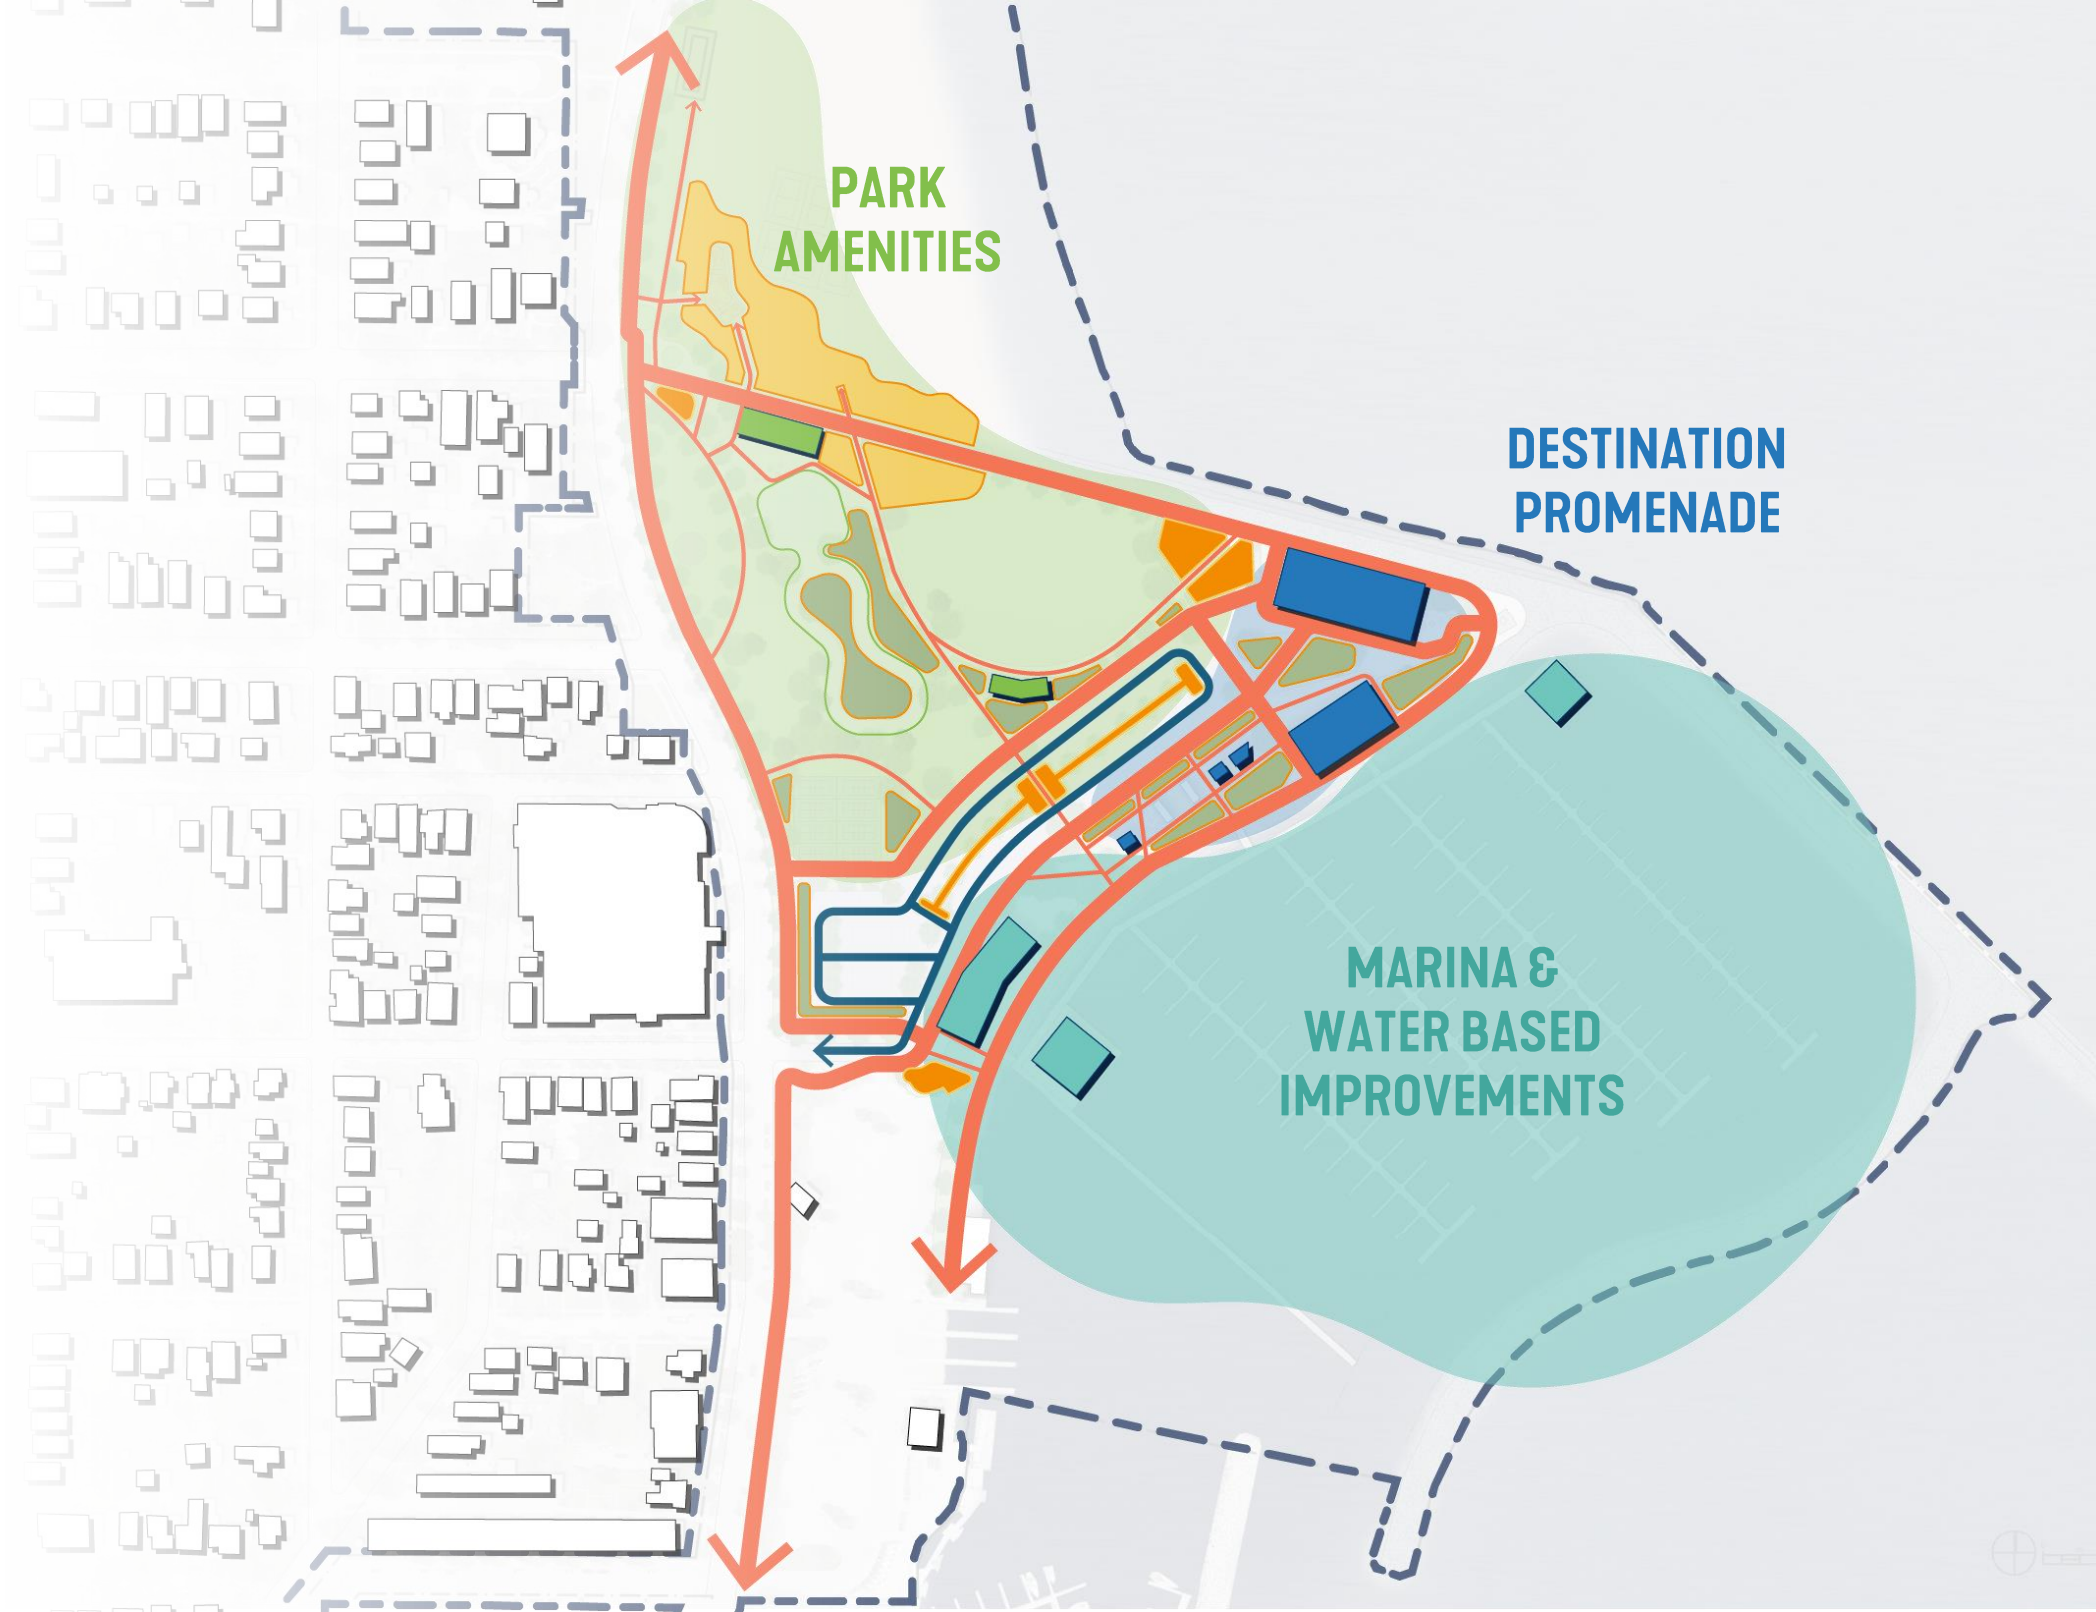 PARK
AMENITIES
DESTINATION
PROMENADE
MARINA &
WATER BASED
IMPROVEMENTS